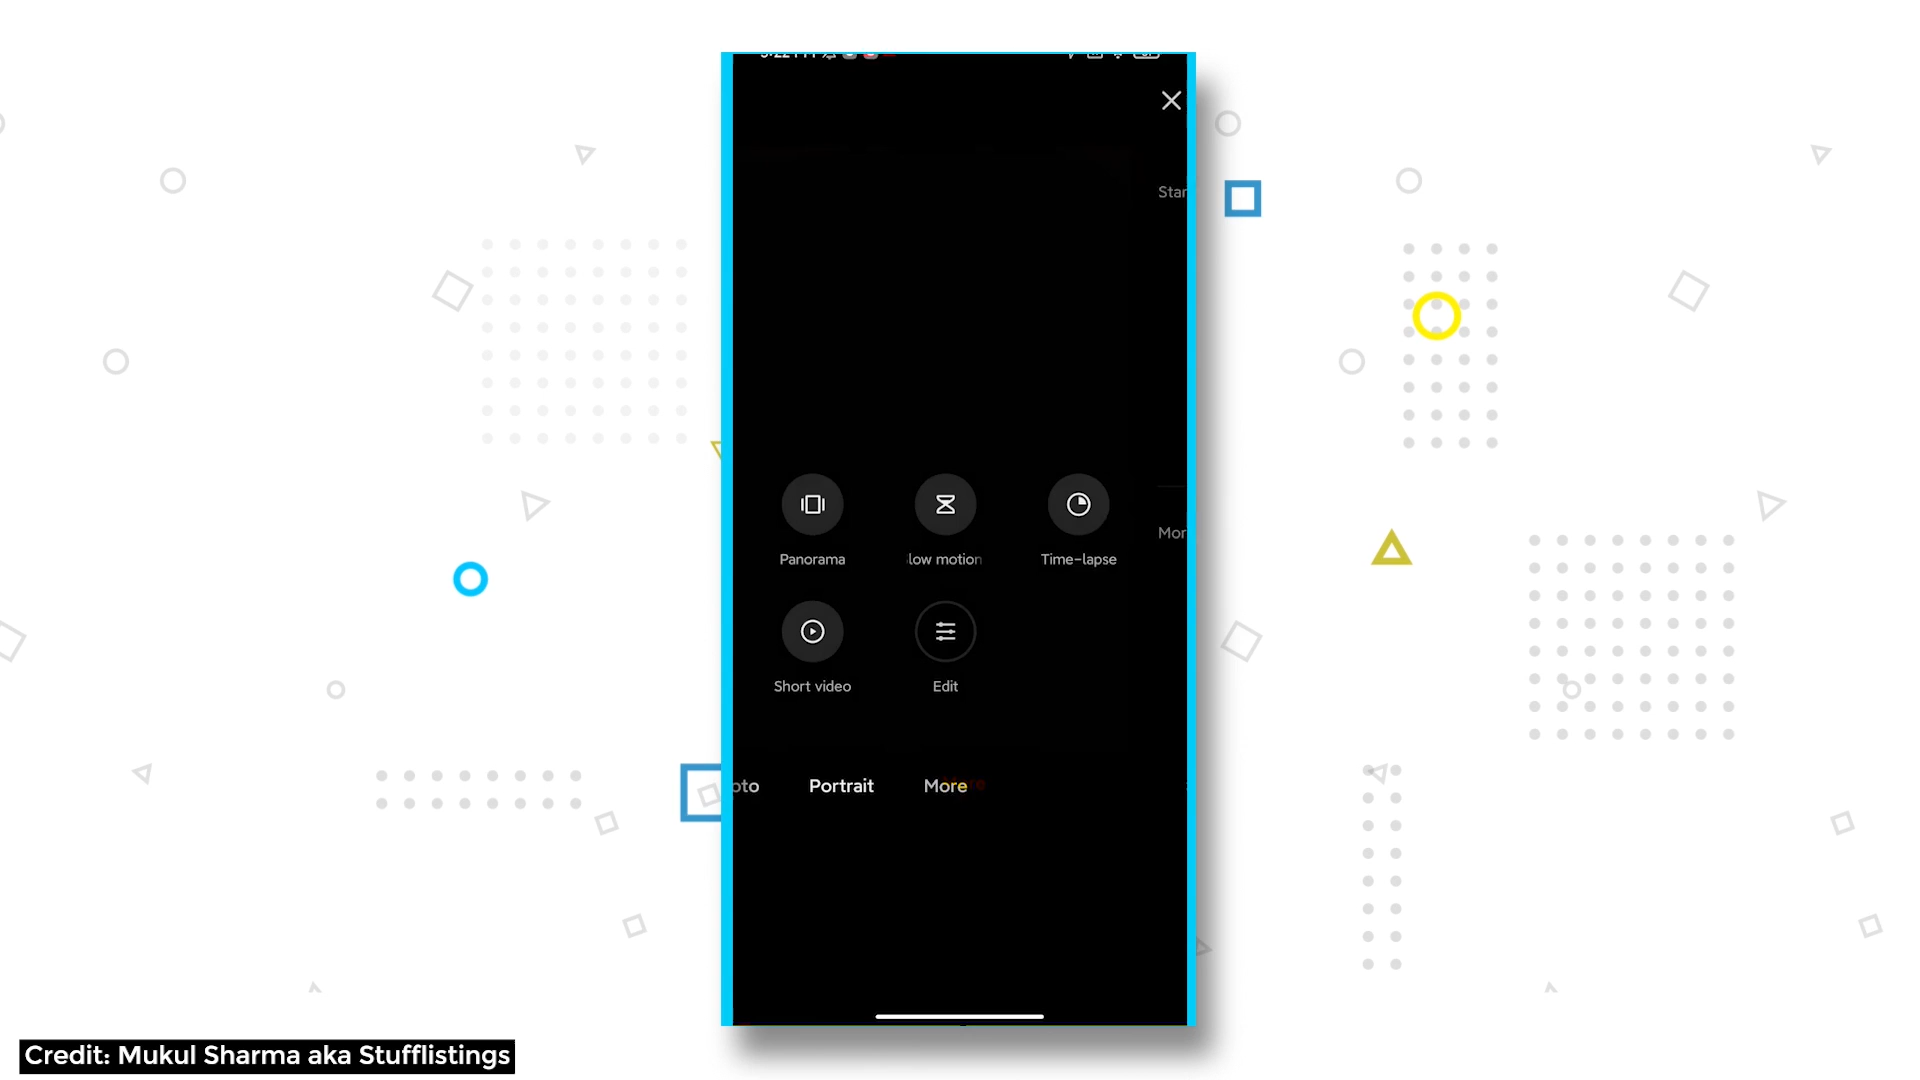 Star
Mor
Panorama
low motion
Time-lapse
Short video
Edit
oto
Portrait
More
Credit: Mukul Sharma aka Stufflistings